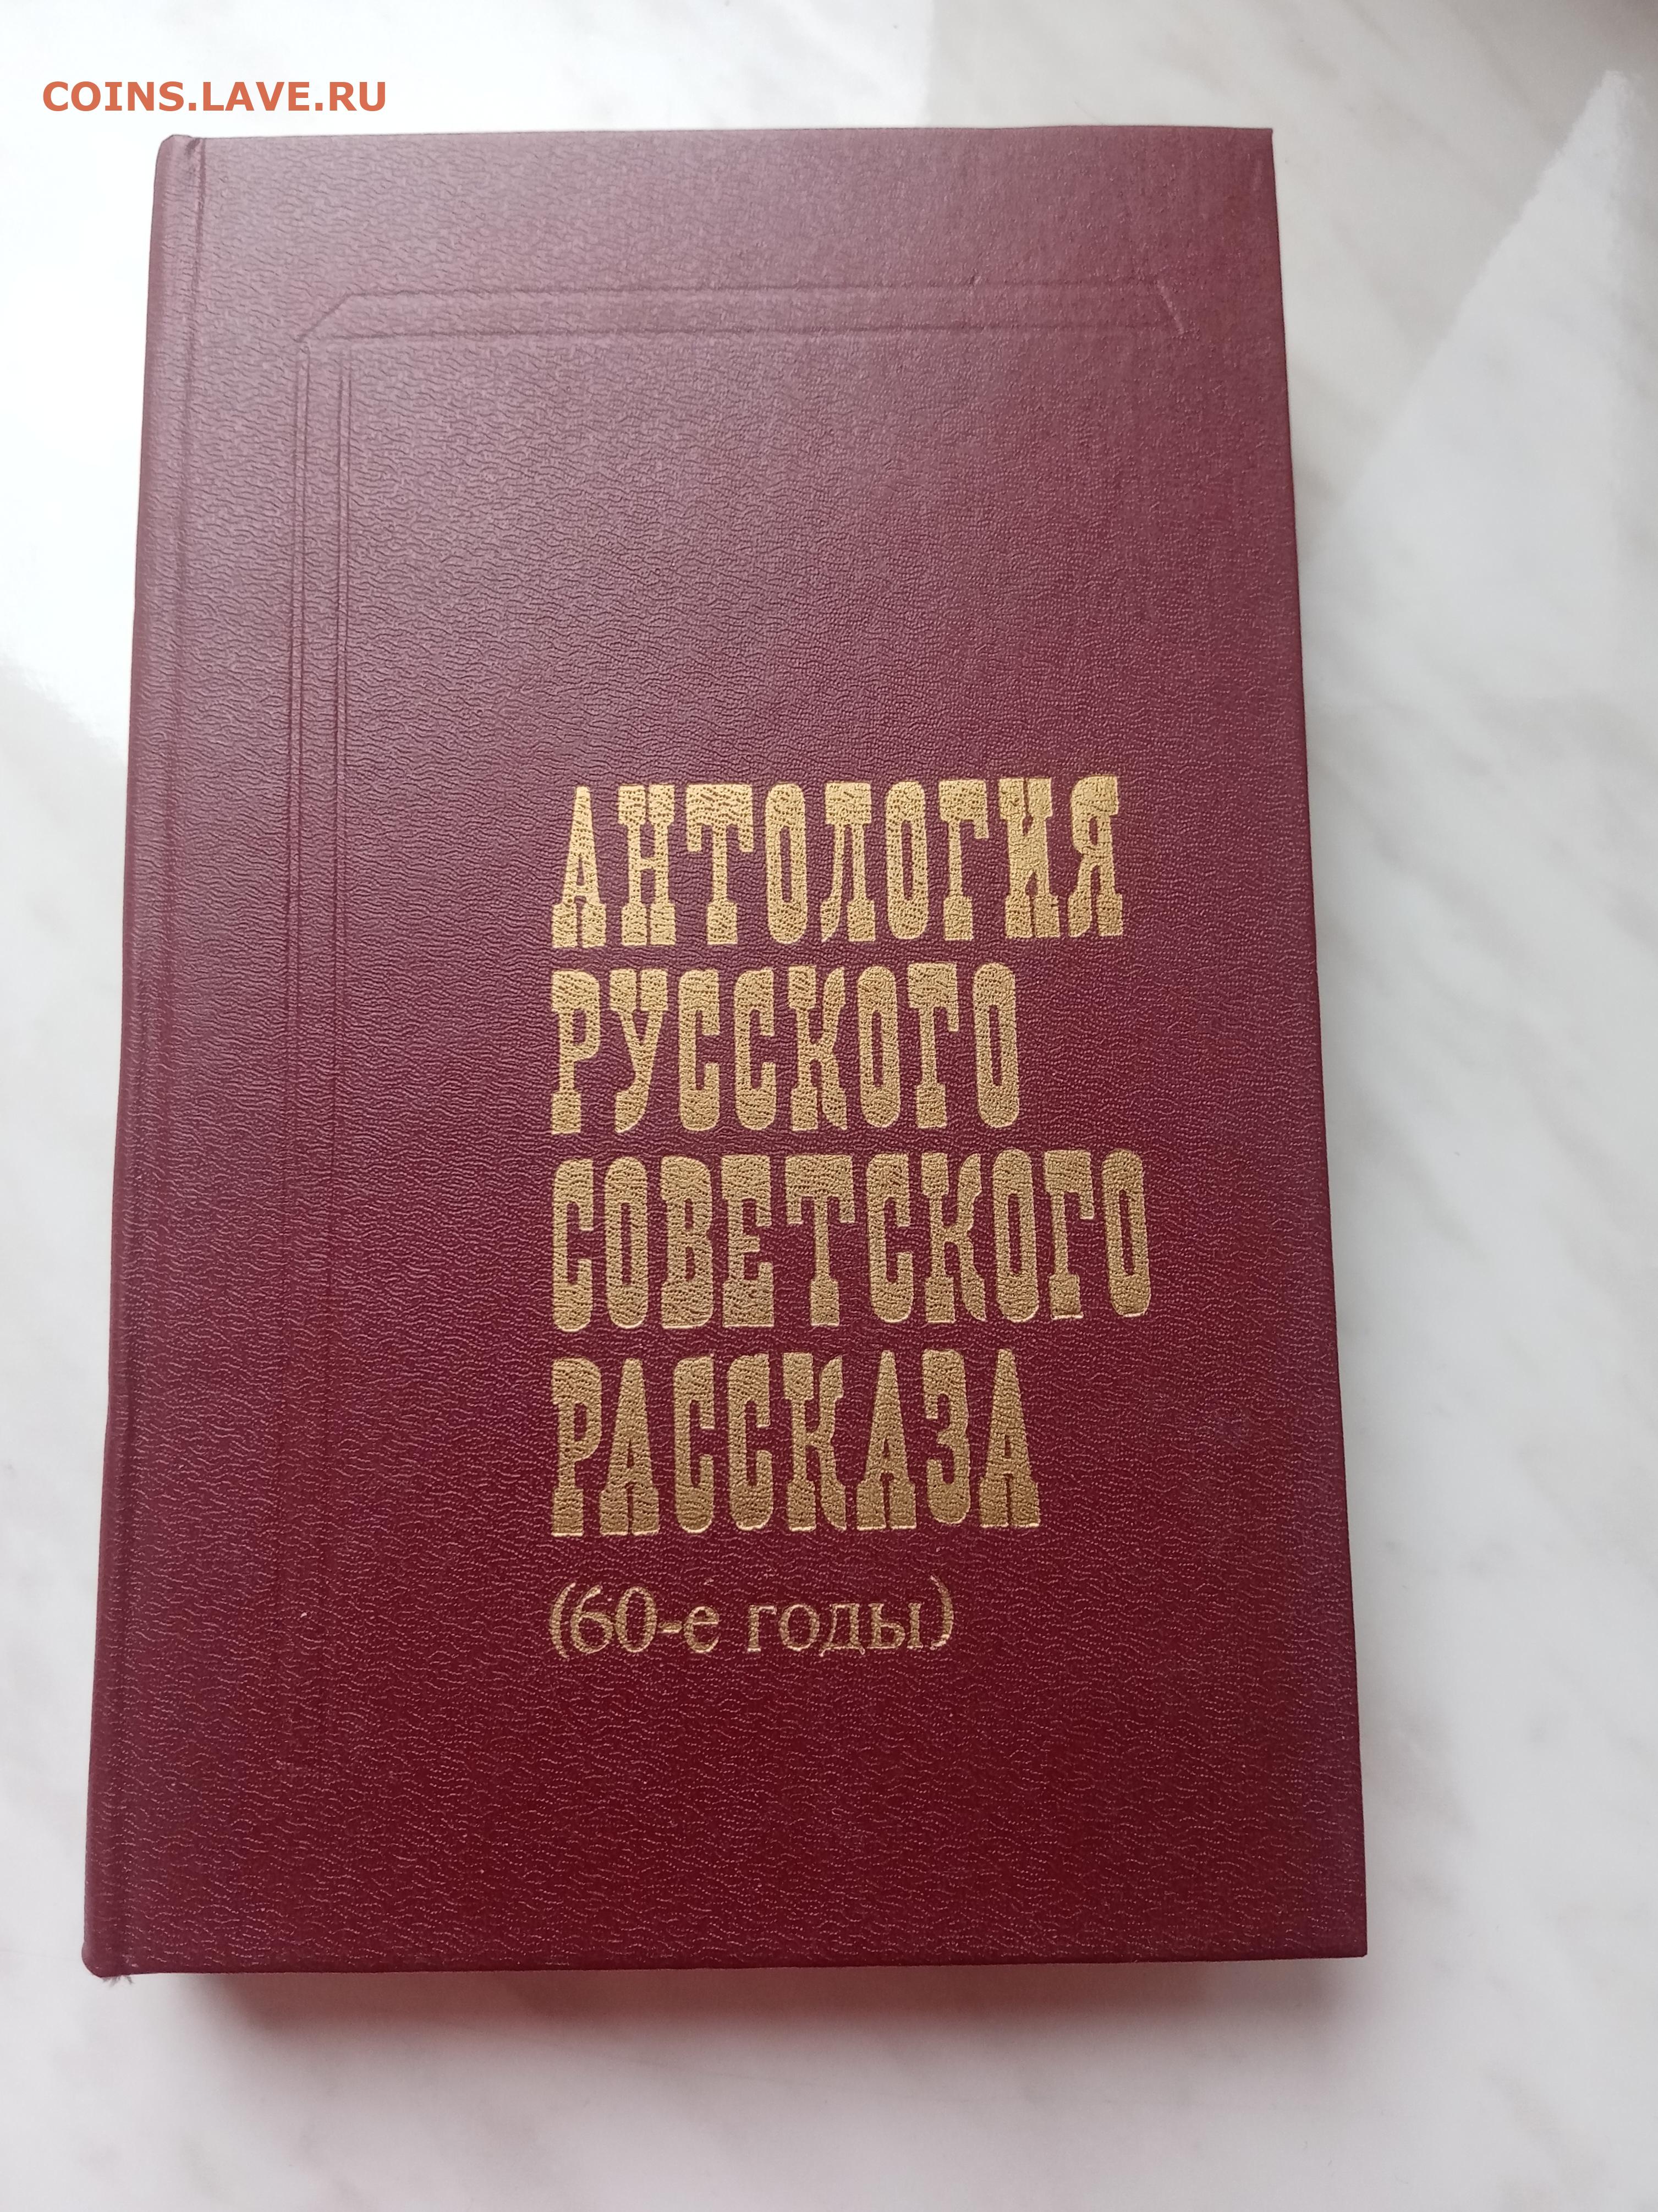 COINS.LAVE.RU
АНТОЛОГИЯ
РУССКОГО
СОВЕТСКОГО
РАССКАЗА
(60-е годы)